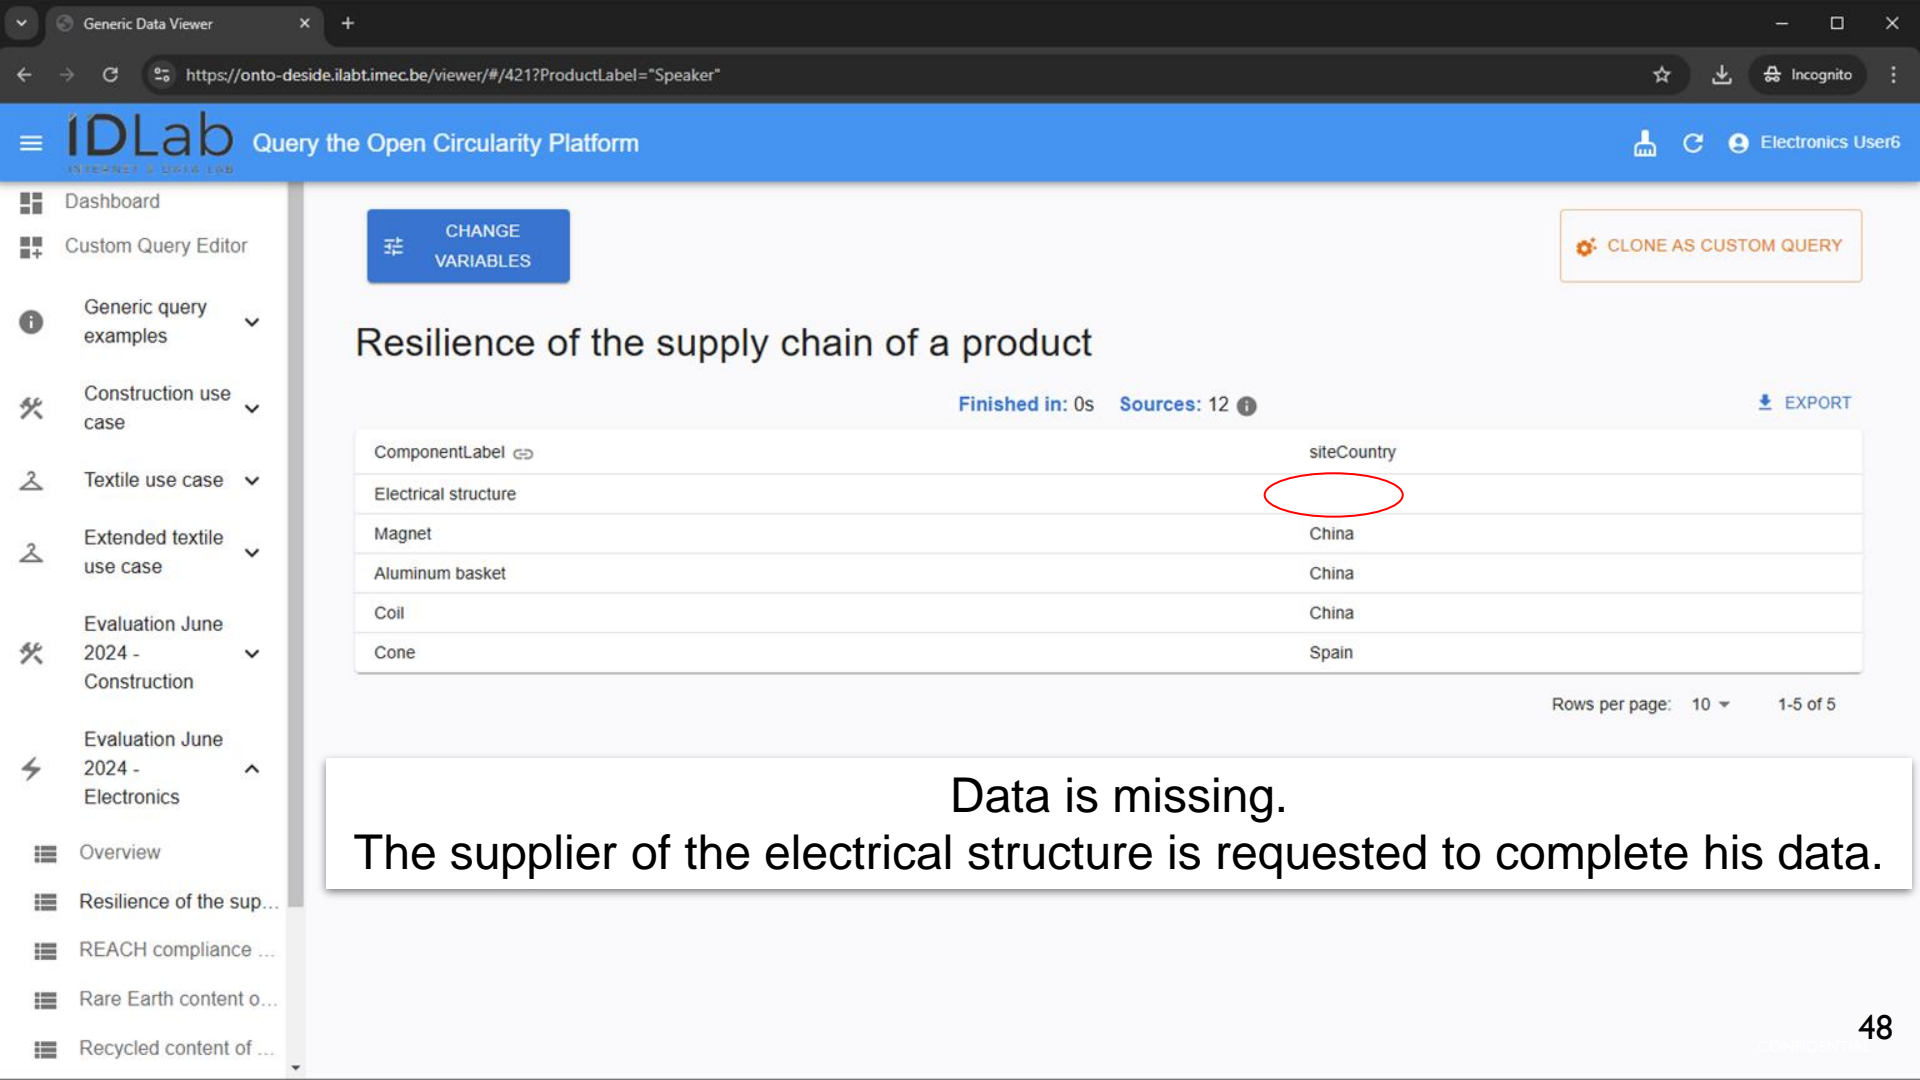 Generic Data Viewer
https://onto-deside.ilabt.imec.be/viewer/#/421?ProductLabel="Speaker"
Incognito
IDLab
INTERNET & DATA LAB
Query the Open Circularity Platform
Electronics User6
Dashboard
Custom Query Editor
Generic query
examples
Construction use
case
Textile use case
Extended textile
use case
Evaluation June
2024 -
Construction
Evaluation June
2024 -
Electronics
Overview
Resilience of the sup...
REACH compliance ...
Rare Earth content o...
Recycled content of ...
CHANGE
VARIABLES
CLONE AS CUSTOM QUERY
Resilience of the supply chain of a product
Finished in: 0s Sources: 12
EXPORT
ComponentLabel siteCountry
Electrical structure
Magnet China
Aluminum basket China
Coil China
Cone Spain
Rows per page: 10 1-5 of 5
Data is missing.
The supplier of the electrical structure is requested to complete his data.
48